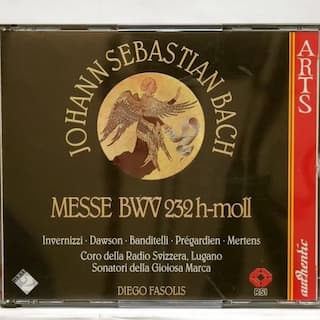 JOHANN SEBASTIAN BACH
MESSE BWV 232 h-moll
Invernizzi · Dawson · Banditelli · Prégardien · Mertens
Coro della Radio Svizzera, Lugano
Sonatori della Gioiosa Marca
DIEGO FASOLIS
RSI
ARTS
authentic